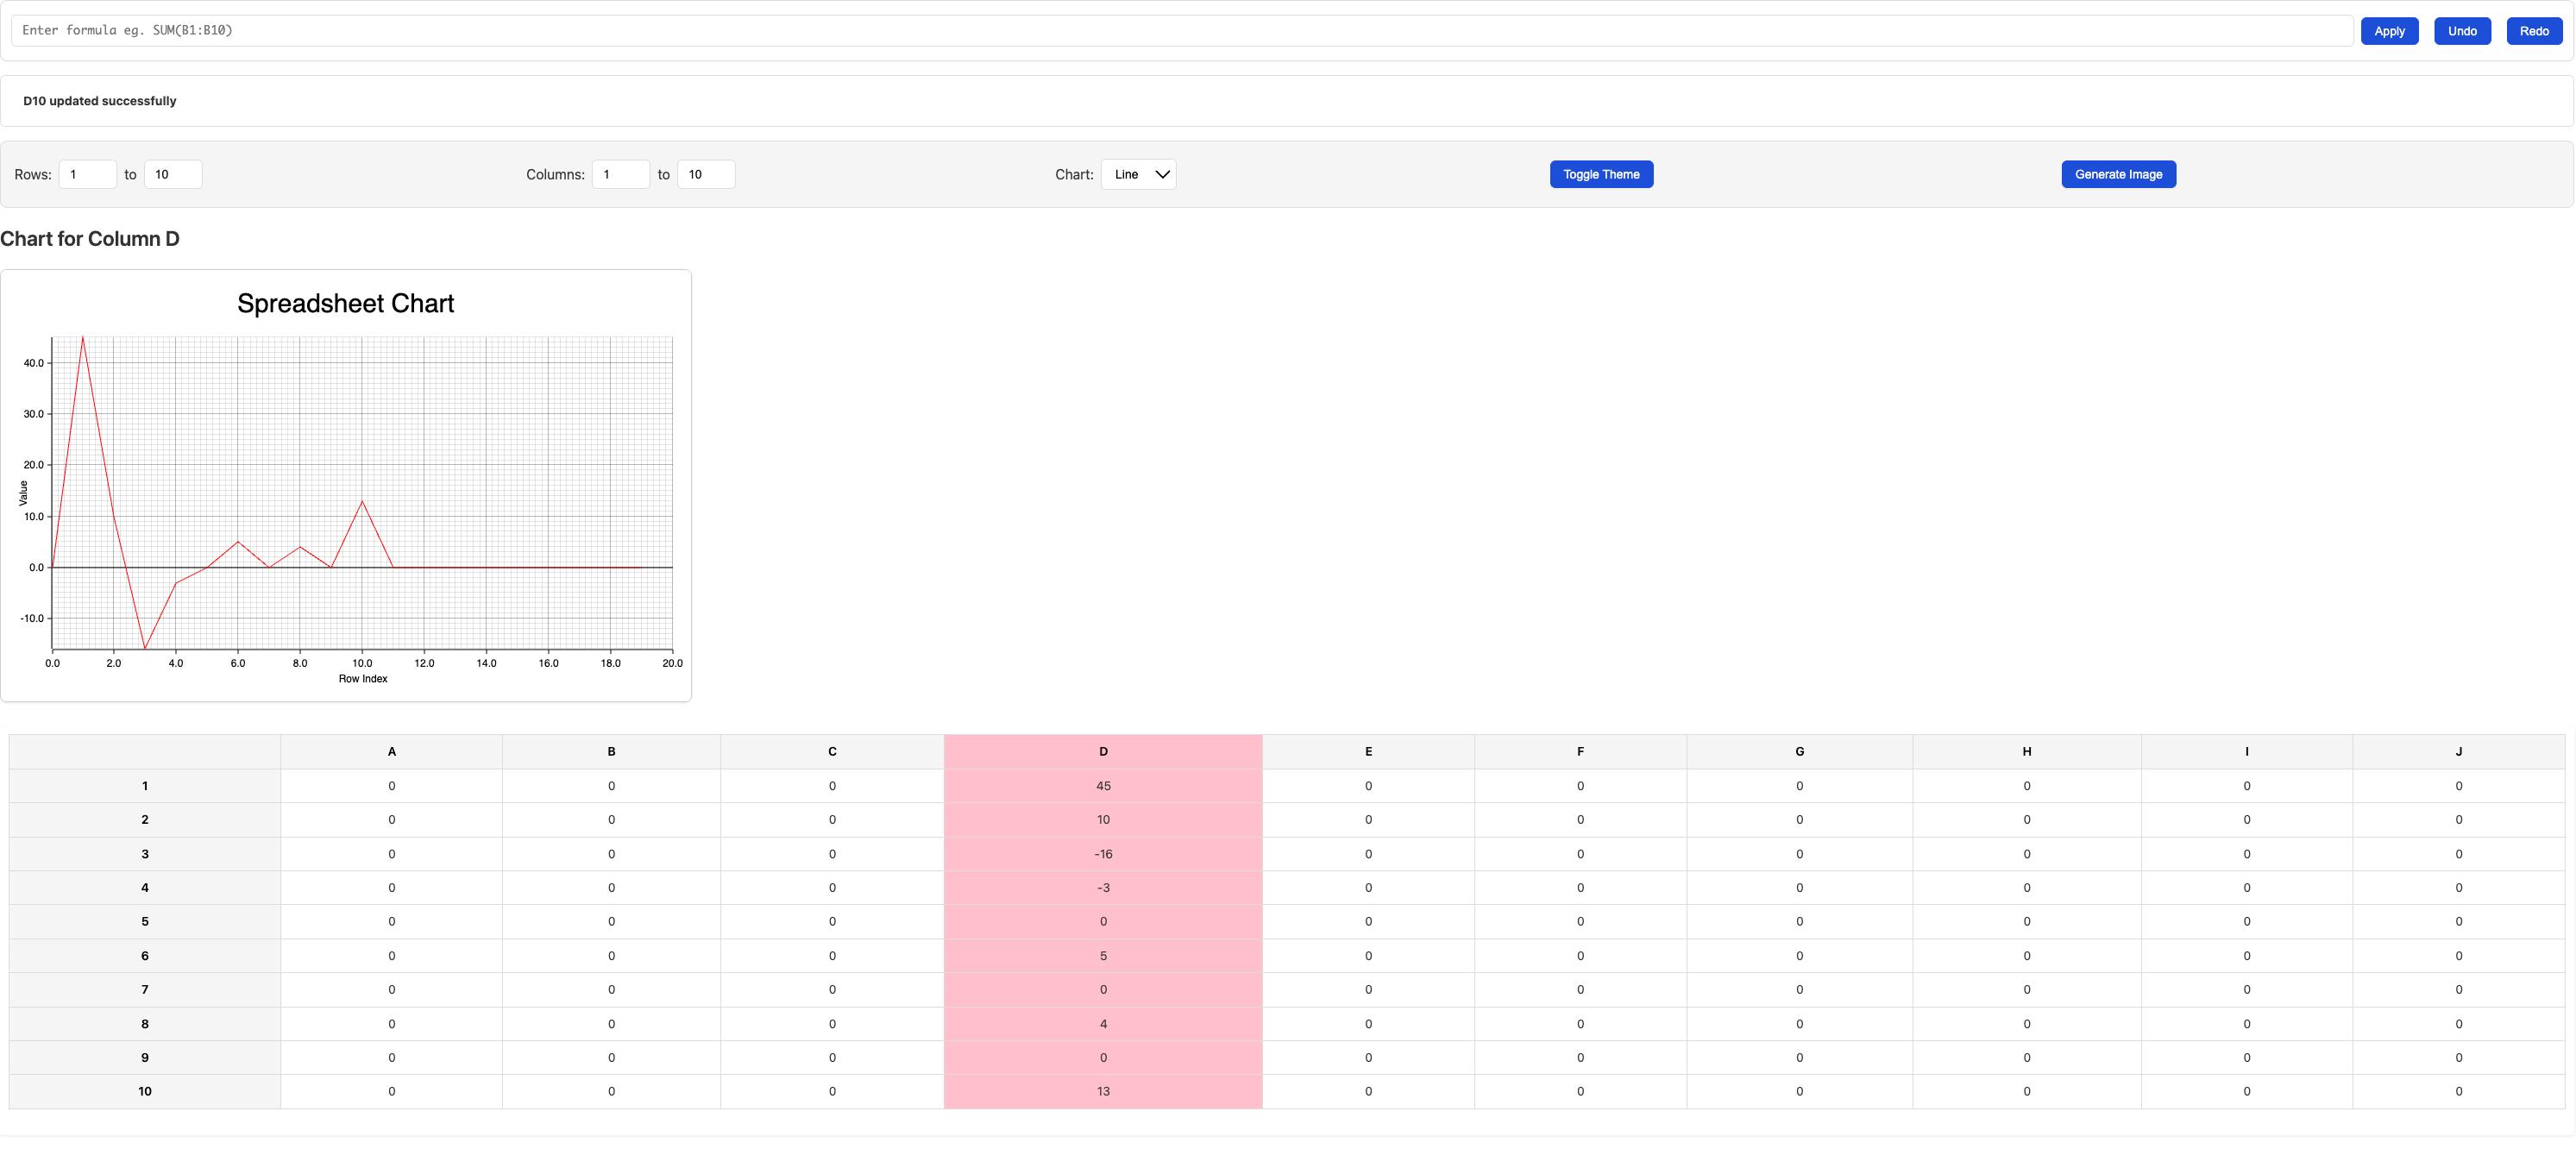 Enter formula eg. SUM(B1:B10) Apply Undo Redo
D10 updated successfully
Rows: 1 to 10 Columns: 1 to 10 Chart: Line Toggle Theme Generate Image
Chart for Column D
Spreadsheet Chart
40.0
30.0
20.0
Value
10.0
0.0
-10.0
0.0 2.0 4.0 6.0 8.0 10.0 12.0 14.0 16.0 18.0 20.0
Row Index
A B C D E F G H I J
1 0 0 0 45 0 0 0 0 0 0
2 0 0 0 10 0 0 0 0 0 0
3 0 0 0 -16 0 0 0 0 0 0
4 0 0 0 -3 0 0 0 0 0 0
5 0 0 0 0 0 0 0 0 0 0
6 0 0 0 5 0 0 0 0 0 0
7 0 0 0 0 0 0 0 0 0 0
8 0 0 0 4 0 0 0 0 0 0
9 0 0 0 0 0 0 0 0 0 0
10 0 0 0 13 0 0 0 0 0 0